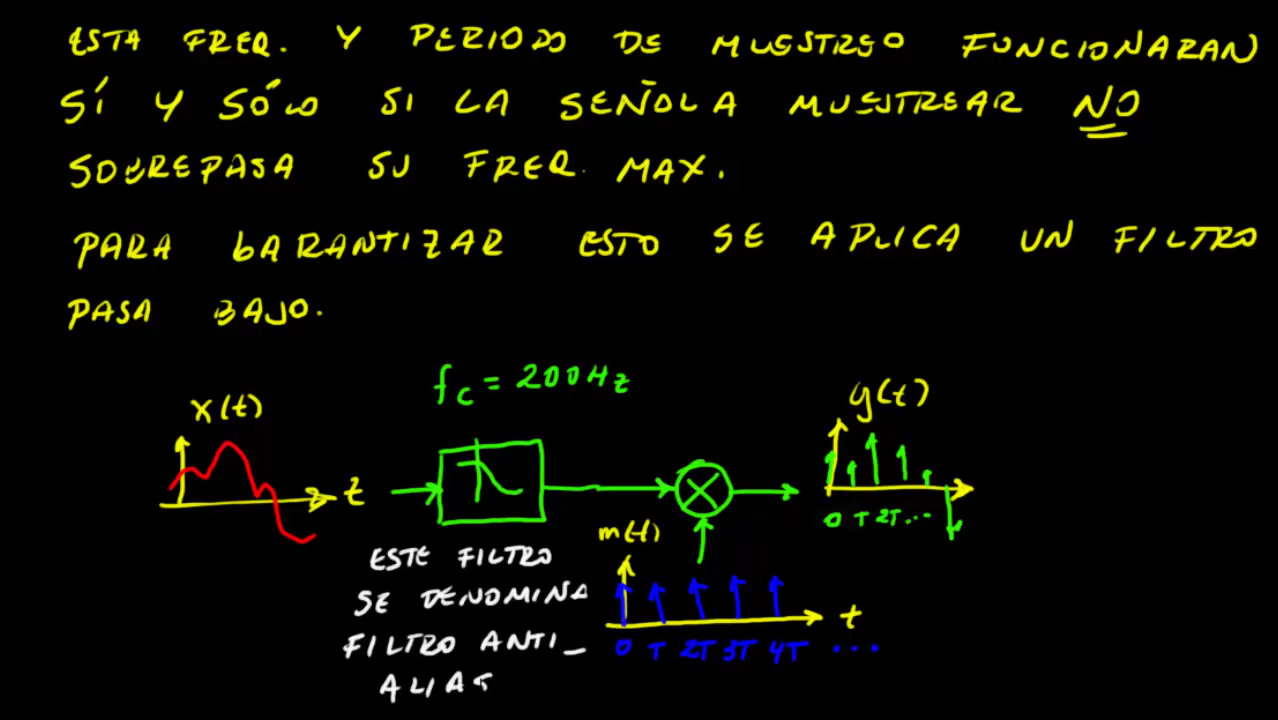 ESTA FREQ. Y PERIODO DE MUESTREO FUNCIONARAN
SÍ Y SÓLO SI LA SEÑOLA MUESTREAR NO
SOBREPASA SU FREQ. MAX.
PARA GARANTIZAR ESTO SE APLICA UN FILTRO
PASA BAJO.
fc = 200Hz
x(t)
y(t)
t
0 T 2T...
m(t)
ESTE FILTRO
SE DENOMINA
FILTRO ANTI_
ALIAS
t
0 T 2T 3T 4T ...